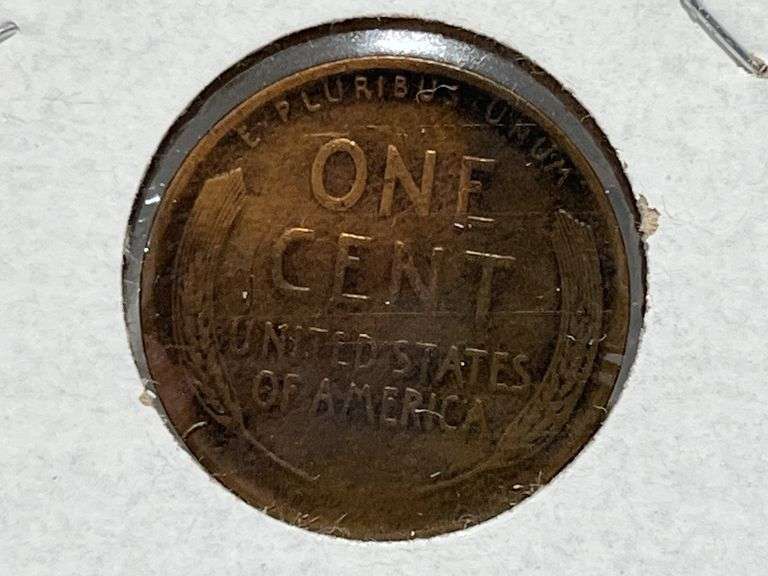 E PLURIBUS UNUM
ONE
CENT
UNITED STATES
OF AMERICA